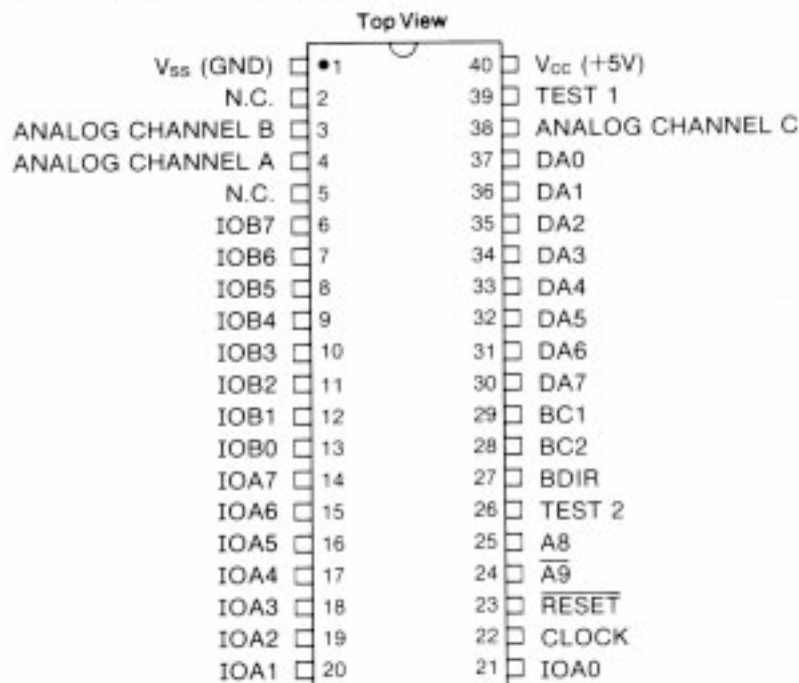 Top View
V_SS (GND) 1 40 V_CC (+5V)
N.C. 2 39 TEST 1
ANALOG CHANNEL B 3 38 ANALOG CHANNEL C
ANALOG CHANNEL A 4 37 DA0
N.C. 5 36 DA1
IOB7 6 35 DA2
IOB6 7 34 DA3
IOB5 8 33 DA4
IOB4 9 32 DA5
IOB3 10 31 DA6
IOB2 11 30 DA7
IOB1 12 29 BC1
IOB0 13 28 BC2
IOA7 14 27 BDIR
IOA6 15 26 TEST 2
IOA5 16 25 A8
IOA4 17 24 A̅9̅
IOA3 18 23 R̅E̅S̅E̅T̅
IOA2 19 22 CLOCK
IOA1 20 21 IOA0